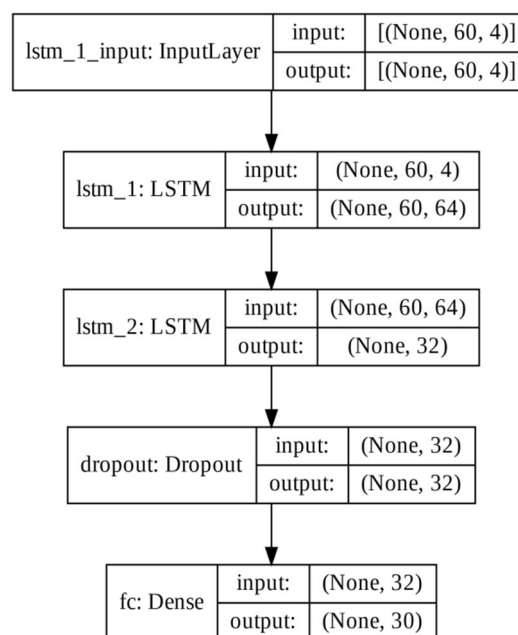 lstm_1_input: InputLayer
input: [(None, 60, 4)]
output: [(None, 60, 4)]
lstm_1: LSTM
input: (None, 60, 4)
output: (None, 60, 64)
lstm_2: LSTM
input: (None, 60, 64)
output: (None, 32)
dropout: Dropout
input: (None, 32)
output: (None, 32)
fc: Dense
input: (None, 32)
output: (None, 30)